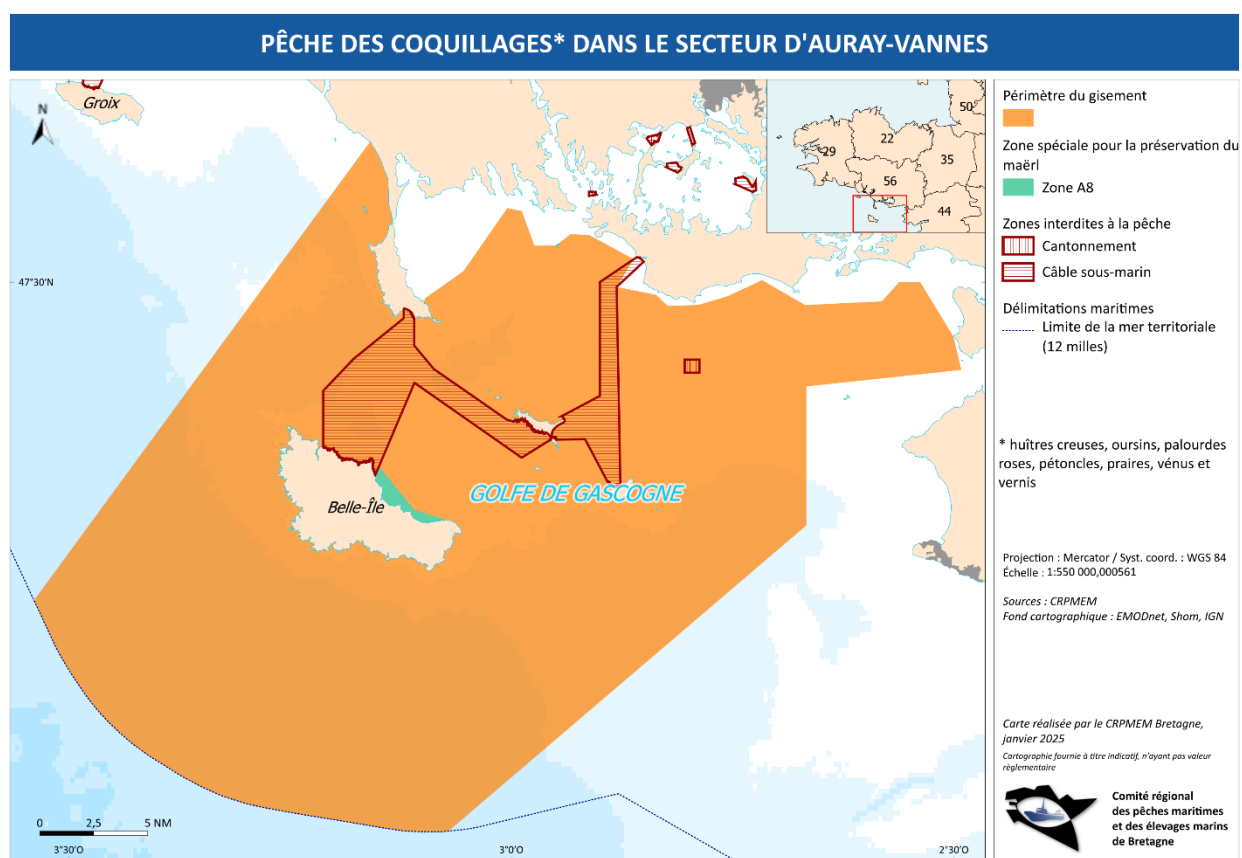 PÊCHE DES COQUILLAGES* DANS LE SECTEUR D'AURAY-VANNES
Groix
N
47°30'N
Belle-Île
GOLFE DE GASCOGNE
0 2,5 5 NM
3°30'O
3°0'O
2°30'O
50
22
29
35
56
44
Périmètre du gisement
Zone spéciale pour la préservation du
maërl
Zone A8
Zones interdites à la pêche
Cantonnement
Câble sous-marin
Délimitations maritimes
Limite de la mer territoriale
(12 milles)
* huîtres creuses, oursins, palourdes
roses, pétoncles, praires, vénus et
vernis
Projection : Mercator / Syst. coord. : WGS 84
Échelle : 1:550 000,000561
Sources : CRPMEM
Fond cartographique : EMODnet, Shom, IGN
Carte réalisée par le CRPMEM Bretagne,
janvier 2025
Cartographie fournie à titre indicatif, n'ayant pas valeur
règlementaire
Comité régional
des pêches maritimes
et des élevages marins
de Bretagne